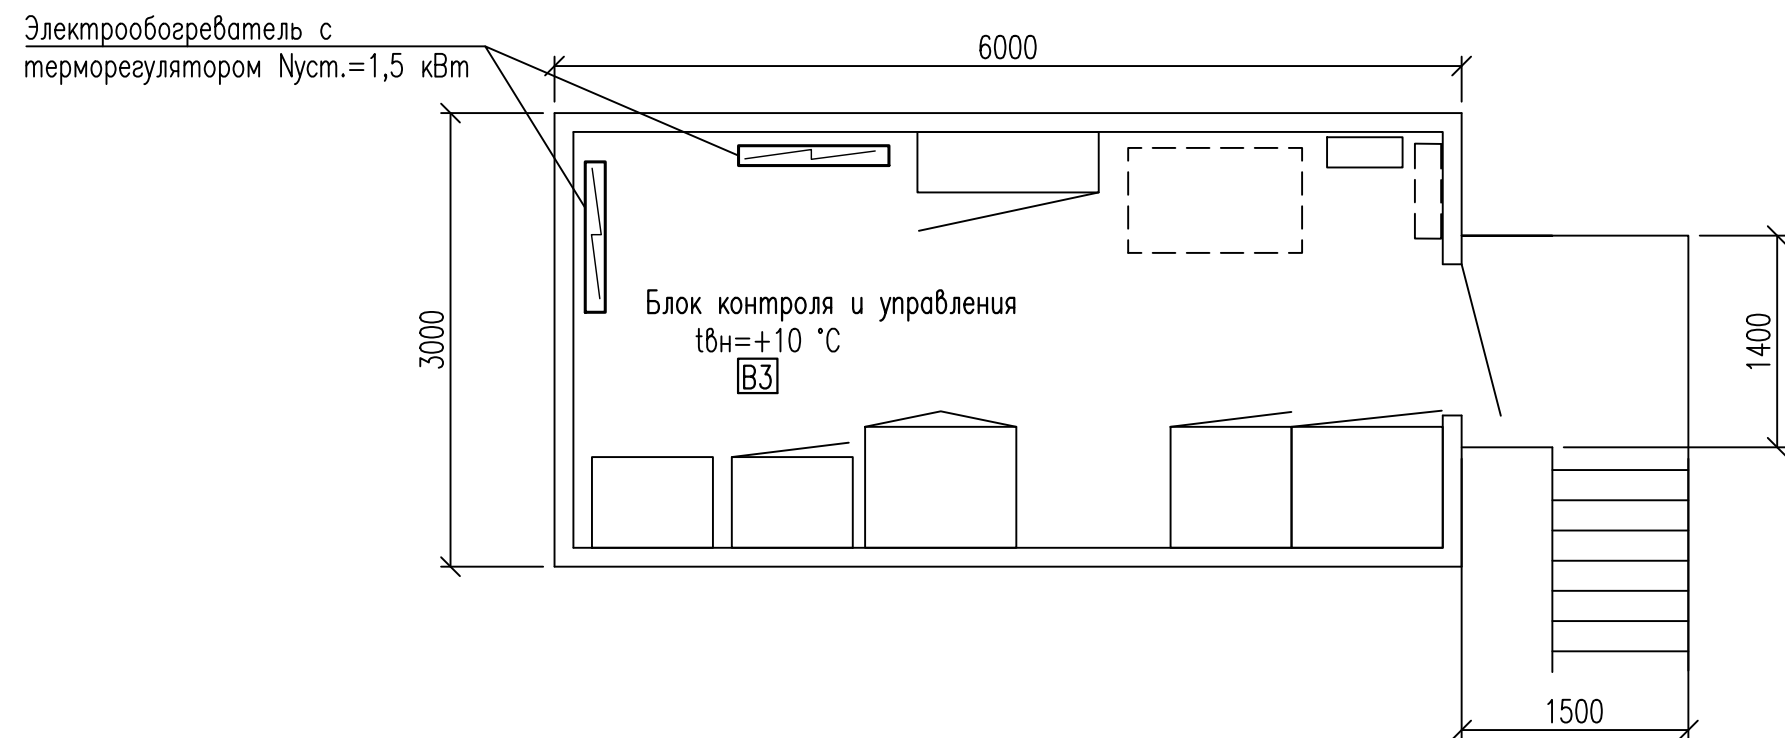 Электрообогреватель с
терморегулятором Nуст.=1,5 кВт
6000
3000
Блок контроля и управления
tвн=+10 °C
В3
1400
1500